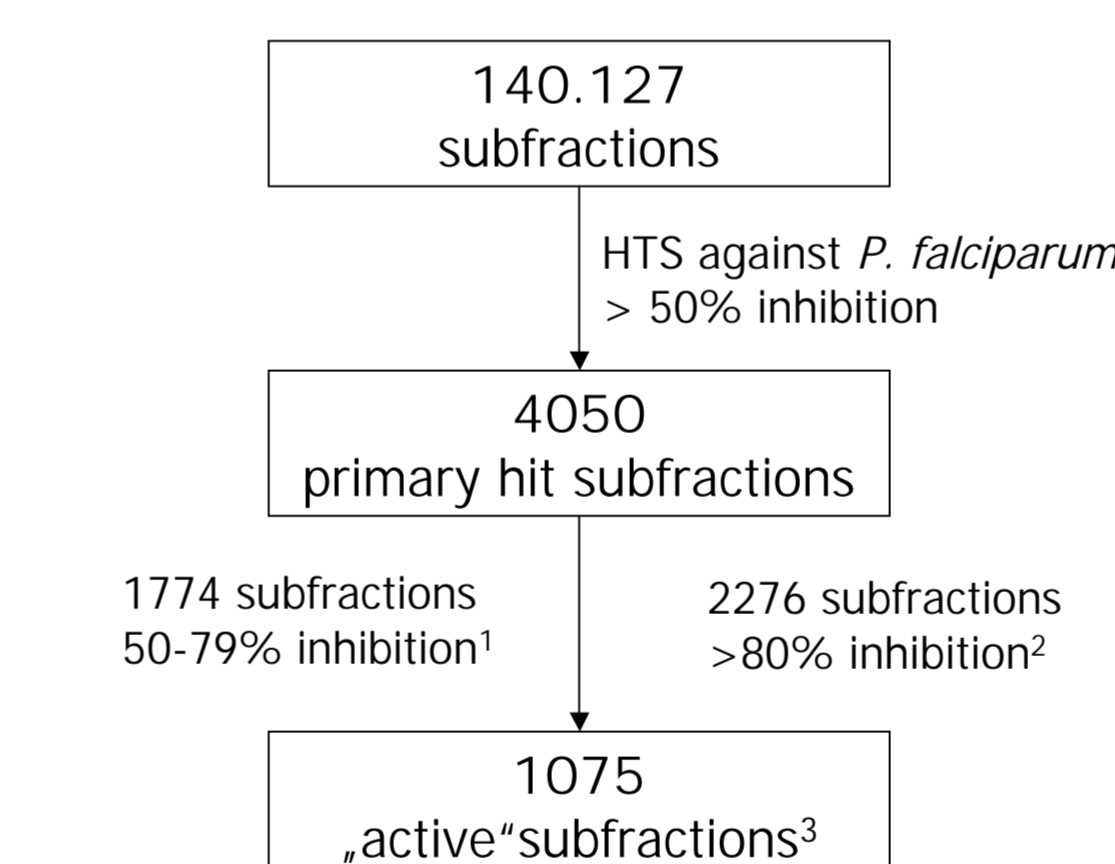 140.127
subfractions
HTS against P. falciparum
> 50% inhibition
4050
primary hit subfractions
1774 subfractions
50-79% inhibition¹
2276 subfractions
>80% inhibition²
1075
„active“subfractions³